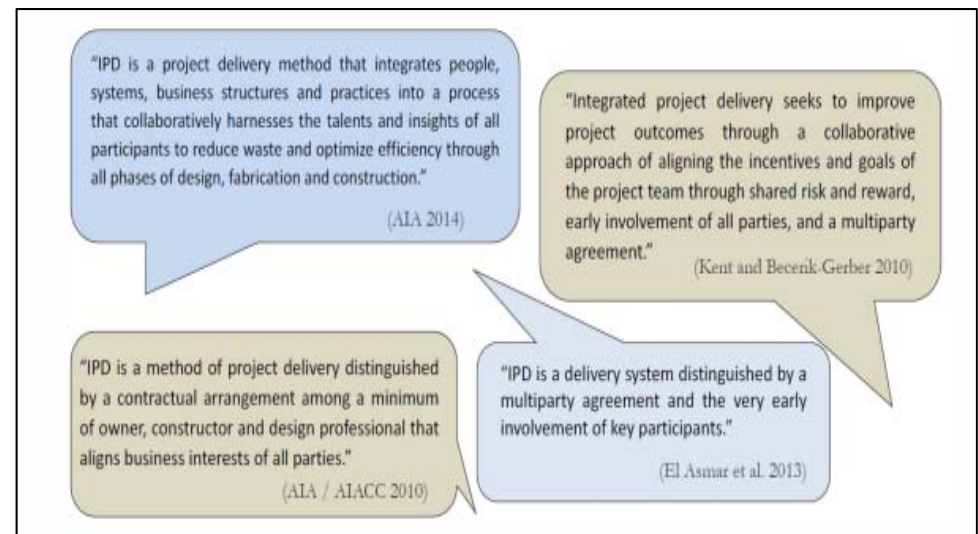 “IPD is a project delivery method that integrates people,
systems, business structures and practices into a process
that collaboratively harnesses the talents and insights of all
participants to reduce waste and optimize efficiency through
all phases of design, fabrication and construction.”
(AIA 2014)
“Integrated project delivery seeks to improve
project outcomes through a collaborative
approach of aligning the incentives and goals of
the project team through shared risk and reward,
early involvement of all parties, and a multiparty
agreement.”
(Kent and Becerik-Gerber 2010)
“IPD is a method of project delivery distinguished
by a contractual arrangement among a minimum
of owner, constructor and design professional that
aligns business interests of all parties.”
(AIA / AIACC 2010)
“IPD is a delivery system distinguished by a
multiparty agreement and the very early
involvement of key participants.”
(El Asmar et al. 2013)